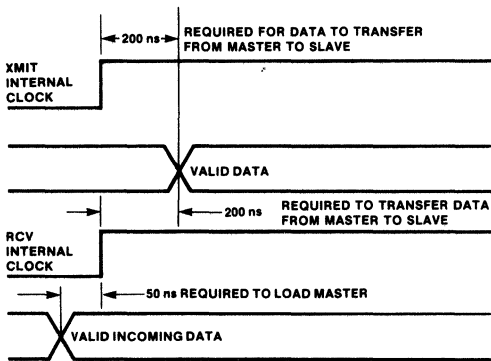 200 ns
REQUIRED FOR DATA TO TRANSFER
FROM MASTER TO SLAVE
XMIT
INTERNAL
CLOCK
VALID DATA
REQUIRED TO TRANSFER DATA
200 ns
FROM MASTER TO SLAVE
RCV
INTERNAL
CLOCK
50 ns REQUIRED TO LOAD MASTER
VALID INCOMING DATA